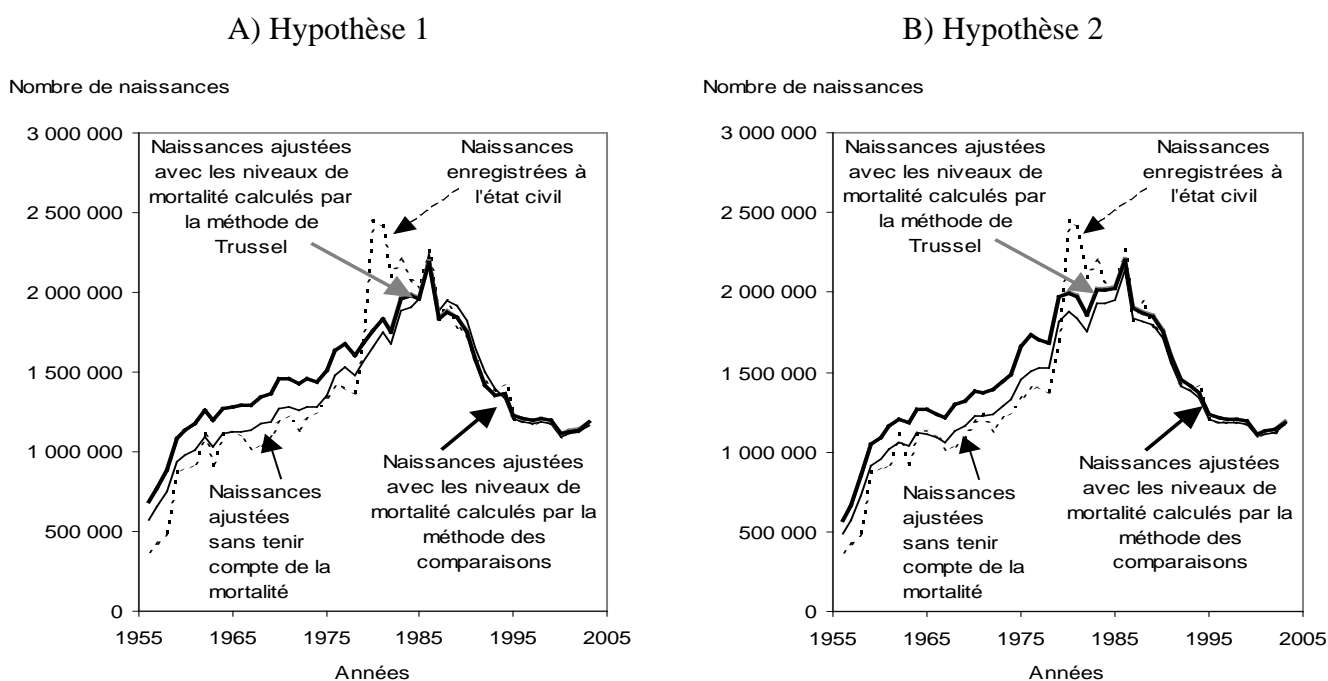 A) Hypothèse 1
Nombre de naissances
3 000 000
2 500 000
2 000 000
1 500 000
1 000 000
500 000
0
1955
1965
1975
1985
1995
2005
Années
Naissances ajustées
avec les niveaux de
mortalité calculés par
la méthode de
Trussel
Naissances
enregistrées à
l'état civil
Naissances
ajustées
sans tenir
compte de la
mortalité
Naissances ajustées
avec les niveaux de
mortalité calculés par la
méthode des
comparaisons
B) Hypothèse 2
Nombre de naissances
3 000 000
2 500 000
2 000 000
1 500 000
1 000 000
500 000
0
1955
1965
1975
1985
1995
2005
Années
Naissances ajustées
avec les niveaux de
mortalité calculés par
la méthode de
Trussel
Naissances
enregistrées à
l'état civil
Naissances
ajustées
sans tenir
compte de la
mortalité
Naissances ajustées
avec les niveaux de
mortalité calculés par la
méthode des
comparaisons